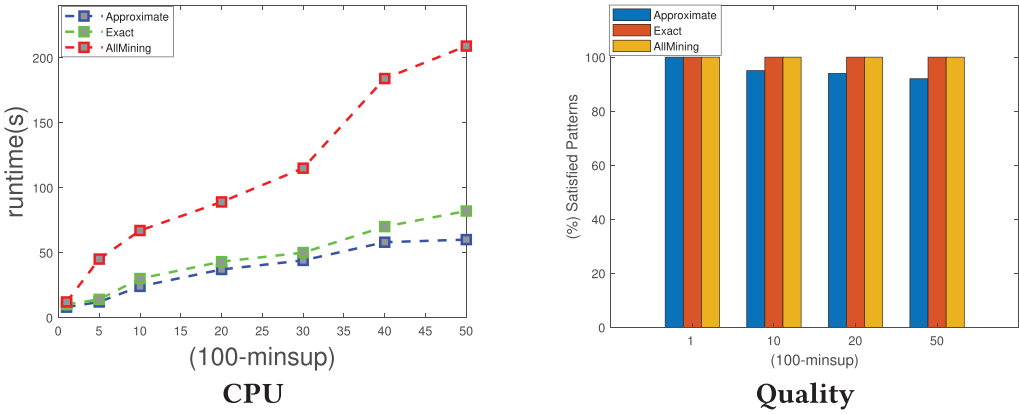 Approximate
Exact
AllMining
200
150
100
50
0
runtime(s)
0 5 10 15 20 25 30 35 40 45 50
(100-minsup)
CPU
Approximate
Exact
AllMining
100
80
60
40
20
0
(%) Satisfied Patterns
1 10 20 50
(100-minsup)
Quality